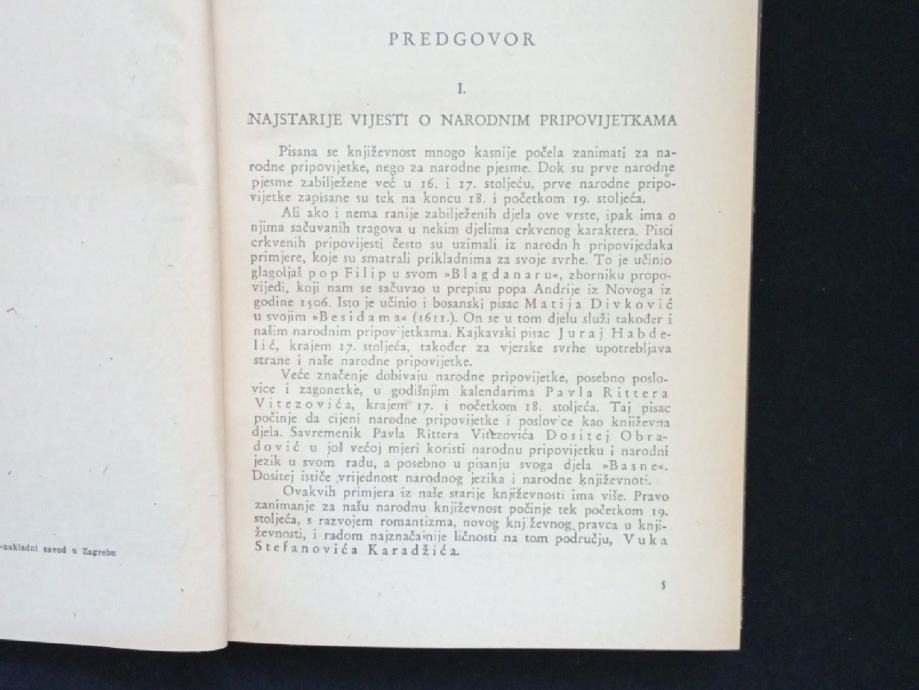 PREDGOVOR
I.
NAJSTARIJE VIJESTI O NARODNIM PRIPOVIJETKAMA
Pisana se književnost mnogo kasnije počela zanimati za na-
rodne pripovijetke, nego za narodne pjesme. Dok su prve narodne
pjesme zabilježene već u 16. i 17. stoljeću, prve narodne pripo-
vijetke zapisane su tek na koncu 18. i početkom 19. stoljeća.
Ali ako i nema ranije zabilježenih djela ove vrste, ipak ima o
njima sačuvanih tragova u nekim djelima crkvenog karaktera. Pisci
crkvenih pripovijesti često su uzimali iz narodn h pripovijedaka
primjere, koje su smatrali prikladnima za svoje svrhe. To je učinio
glagoljaš pop Filip u svom »Blagdanaru«, zborniku propo-
vijedi, koji nam se sačuvao u prepisu popa Andrije iz Novoga iz
godine 1506. Isto je učinio i bosanski pisac Matija Divković
u svojim »Besidama« (1611.). On se u tom djelu služi također i
našim narodnim pripovijetkama. Kajkavski pisac Juraj Habde-
lić, krajem 17. stoljeća, također za vjerske svrhe upotrebljava
strane i naše narodne pripovijetke.
Veće značenje dobivaju narodne pripovijetke, posebno poslo-
vice i zagonetke, u godišnjim kalendarima Pavla Rittera
Vitezovića, krajem 17. i početkom 18. stoljeća. Taj pisac
počinje da cijeni narodne pripovijetke i poslov ce kao književna
djela. Savremenik Pavla Rittera Vitezovića Dositej Obra-
dović u još većoj mjeri koristi narodnu pripovijetku i narodni
jezik u svom radu, a posebno u pisanju svoga djela »Basne«.
Dositej ističe vrijednost narodnog jezika i narodne književnoti.
Ovakvih primjera iz naše starije književnosti ima više. Pravo
zanimanje za našu narodnu književnost počinje tek početkom 19.
stoljeća, s razvojem romantizma, novog knj.ževnog pravca u knji-
ževnosti, i radom najznačajnije ličnosti na tom području, Vuka
Stefanovića Karadžića.
-nakladni zavod u Zagrebu
5